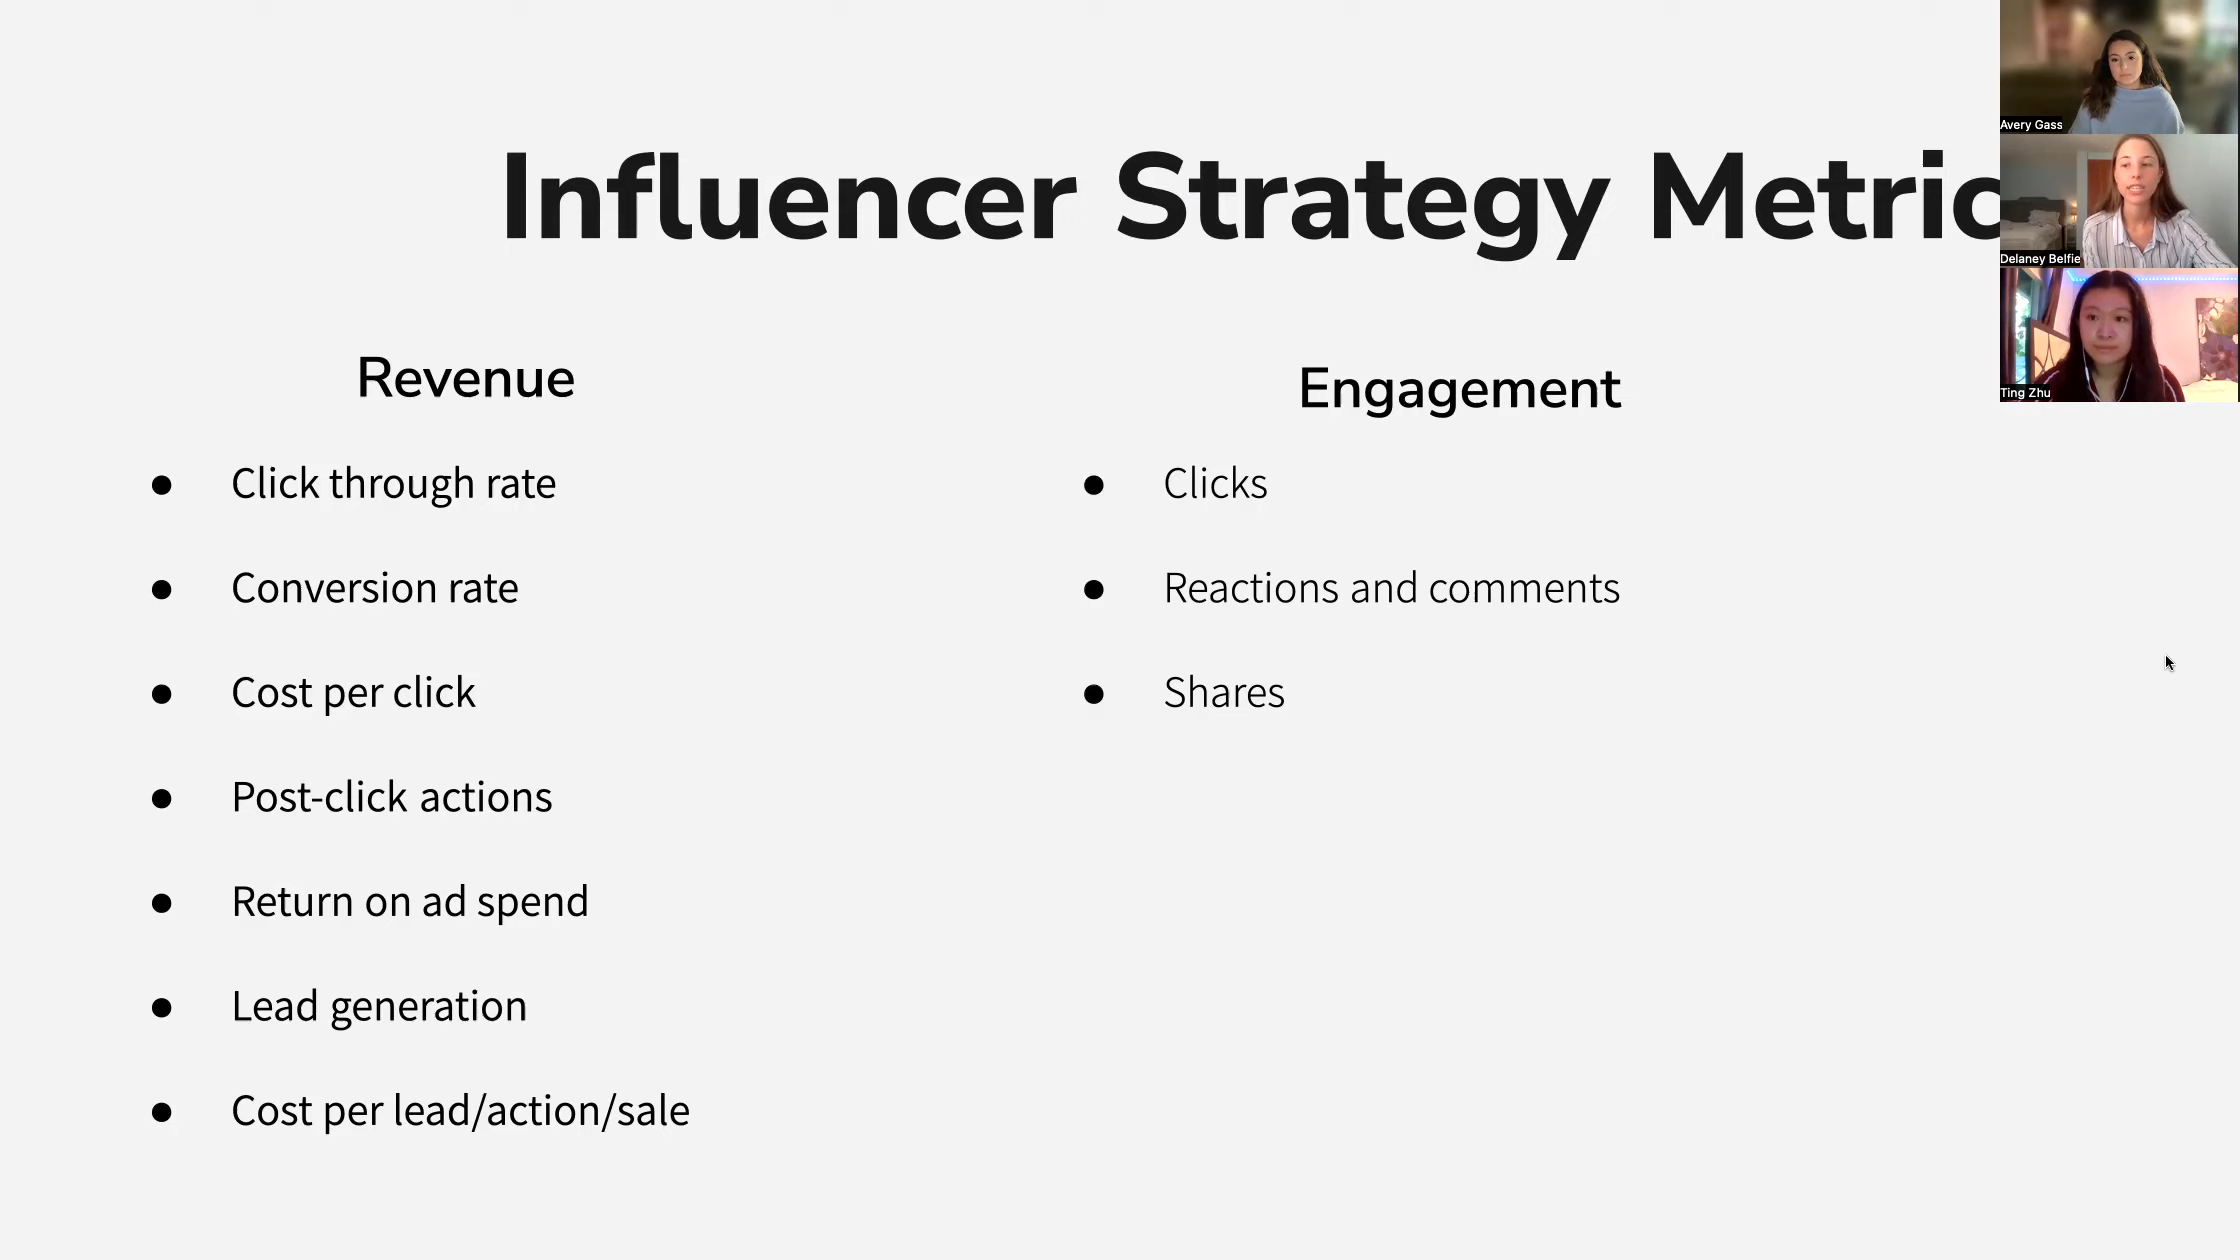 Influencer Strategy Metric
Revenue
Click through rate
Conversion rate
Cost per click
Post-click actions
Return on ad spend
Lead generation
Cost per lead/action/sale
Engagement
Clicks
Reactions and comments
Shares
Avery Gass
Delaney Belfie
Ting Zhu